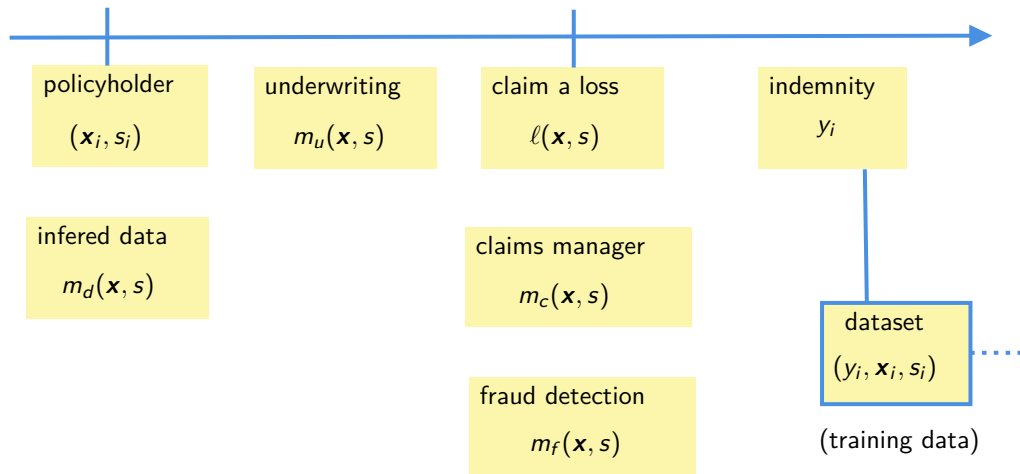 policyholder
(xᵢ, sᵢ)
underwriting
mᵤ(x, s)
claim a loss
ℓ(x, s)
indemnity
yᵢ
infered data
m_d(x, s)
claims manager
m_c(x, s)
fraud detection
m_f(x, s)
dataset
(yᵢ, xᵢ, sᵢ)
(training data)